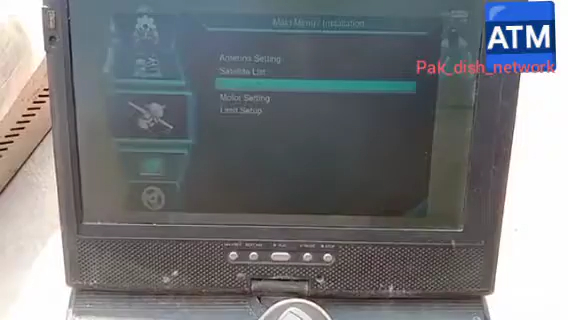 Main Menu / Installation
Antenna Setting
Satellite List
Motor Setting
Limit Setup
ATM
Pak_dish_network